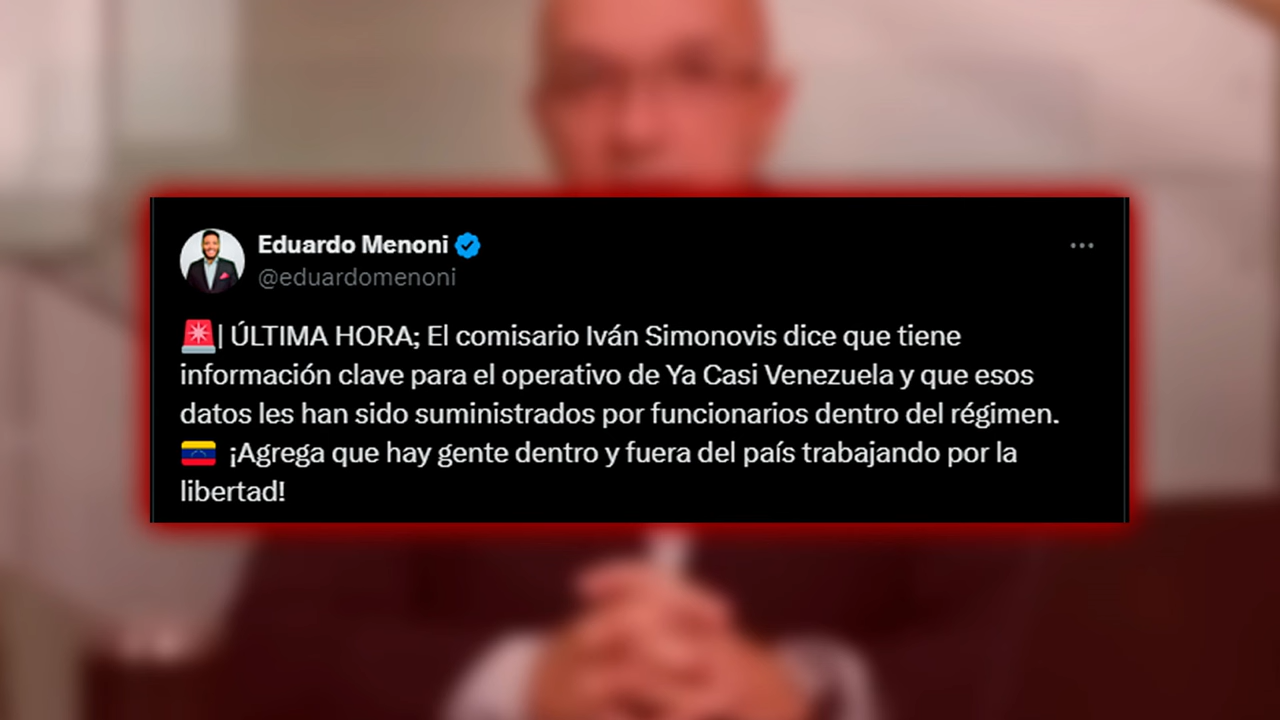 Eduardo Menoni
@eduardomenoni
🚨| ÚLTIMA HORA; El comisario Iván Simonovis dice que tiene
información clave para el operativo de Ya Casi Venezuela y que esos
datos les han sido suministrados por funcionarios dentro del régimen.
🇻🇪 ¡Agrega que hay gente dentro y fuera del país trabajando por la
libertad!